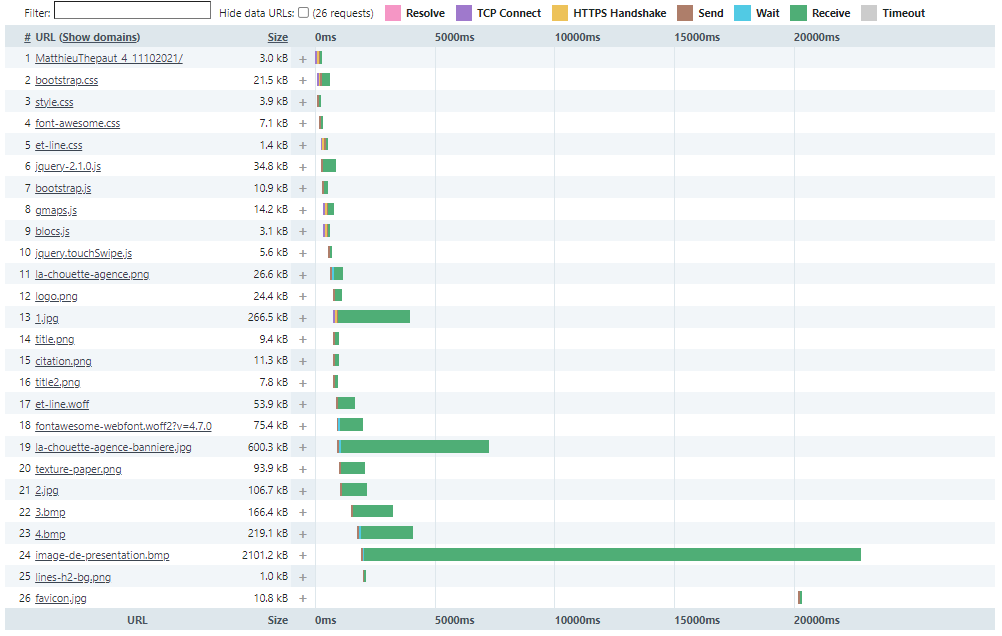 Filter: Hide data URLs: (26 requests) Resolve TCP Connect HTTPS Handshake Send Wait Receive Timeout
# URL (Show domains) Size 0ms 5000ms 10000ms 15000ms 20000ms
1 MatthieuThepaut_4_11102021/ 3.0 kB +
2 bootstrap.css 21.5 kB +
3 style.css 3.9 kB +
4 font-awesome.css 7.1 kB +
5 et-line.css 1.4 kB +
6 jquery-2.1.0.js 34.8 kB +
7 bootstrap.js 10.9 kB +
8 gmaps.js 14.2 kB +
9 blocs.js 3.1 kB +
10 jquery.touchSwipe.js 5.6 kB +
11 la-chouette-agence.png 26.6 kB +
12 logo.png 24.4 kB +
13 1.jpg 266.5 kB +
14 title.png 9.4 kB +
15 citation.png 11.3 kB +
16 title2.png 7.8 kB +
17 et-line.woff 53.9 kB +
18 fontawesome-webfont.woff2?v=4.7.0 75.4 kB +
19 la-chouette-agence-banniere.jpg 600.3 kB +
20 texture-paper.png 93.9 kB +
21 2.jpg 106.7 kB +
22 3.bmp 166.4 kB +
23 4.bmp 219.1 kB +
24 image-de-presentation.bmp 2101.2 kB +
25 lines-h2-bg.png 1.0 kB +
26 favicon.jpg 10.8 kB +
URL Size 0ms 5000ms 10000ms 15000ms 20000ms